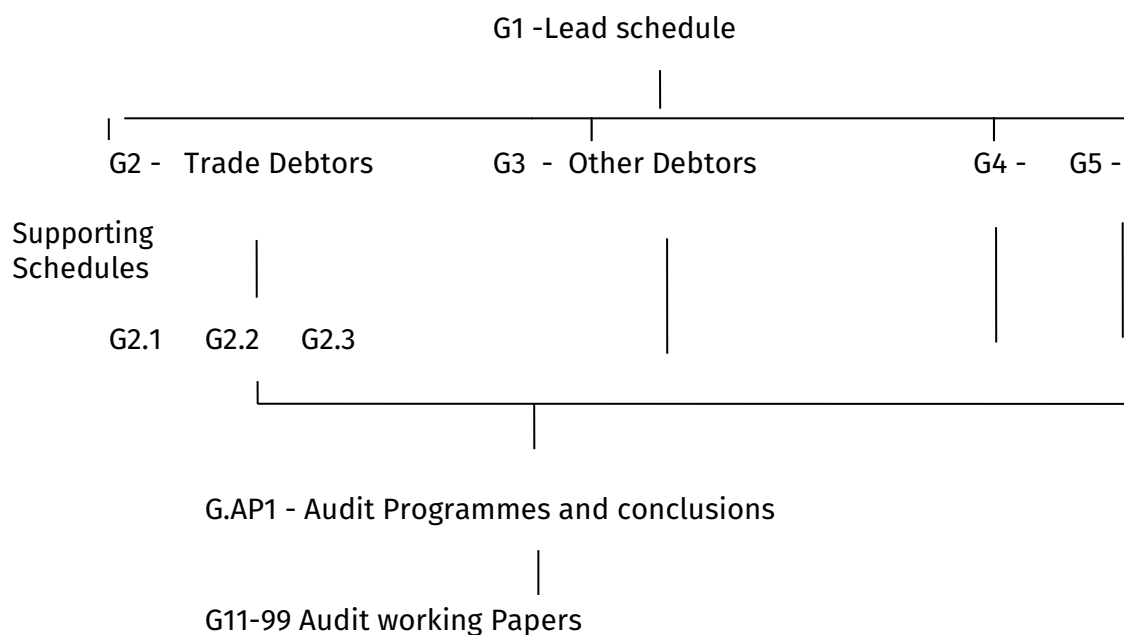 G1 -Lead schedule
G2 - Trade Debtors G3 - Other Debtors G4 - G5 -
Supporting
Schedules
G2.1 G2.2 G2.3
G.AP1 - Audit Programmes and conclusions
G11-99 Audit working Papers